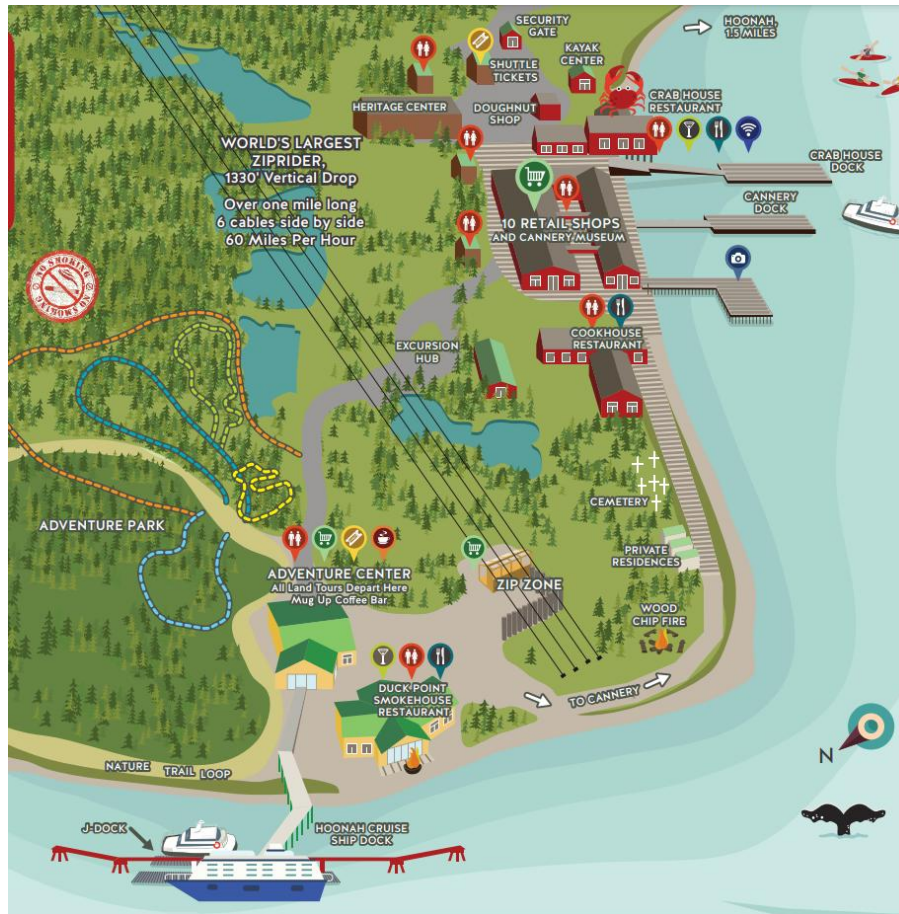 SECURITY
GATE
HOONAH,
1.5 MILES
SHUTTLE
TICKETS
KAYAK
CENTER
HERITAGE CENTER
DOUGHNUT
SHOP
CRAB HOUSE
RESTAURANT
WORLD'S LARGEST
ZIPRIDER,
1330' Vertical Drop
Over one mile long
6 cables side by side
60 Miles Per Hour
CRAB HOUSE
DOCK
CANNERY
DOCK
10 RETAIL SHOPS
AND CANNERY MUSEUM
NO SMOKING
NO SMOKING
EXCURSION
HUB
COOKHOUSE
RESTAURANT
CEMETERY
ADVENTURE PARK
PRIVATE
RESIDENCES
ADVENTURE CENTER
All Land Tours Depart Here
Mug Up Coffee Bar
ZIP ZONE
WOOD
CHIP FIRE
DUCK POINT
SMOKEHOUSE
RESTAURANT
TO CANNERY
N
NATURE TRAIL LOOP
J-DOCK
HOONAH CRUISE
SHIP DOCK